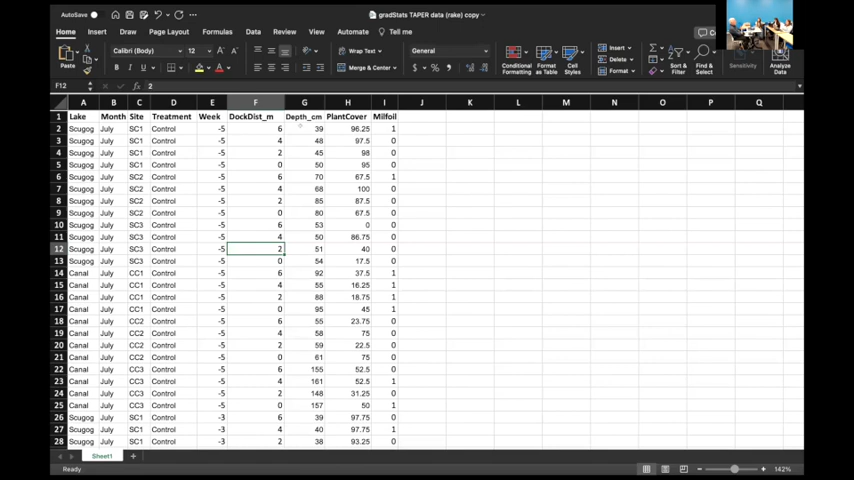 AutoSave
gradStats TAPER data (rake) copy
Home Insert Draw Page Layout Formulas Data Review View Automate Tell me
Paste Calibri (Body) 12 Wrap Text General Conditional Formatting Format as Table Cell Styles Insert Sort & Filter Find & Select Sensitivity Analyze Data
Delete
B I U Merge & Center Format
F12 fx 2
A B C D E F G H I J K L M N O P Q
1 Lake Month Site Treatment Week DockDist_m Depth_cm PlantCover Milfoil
2 Scugog July SC1 Control -5 6 39 96.25 1
3 Scugog July SC1 Control -5 4 48 97.5 0
4 Scugog July SC1 Control -5 2 45 98 0
5 Scugog July SC1 Control -5 0 50 95 0
6 Scugog July SC2 Control -5 6 70 67.5 1
7 Scugog July SC2 Control -5 4 68 100 0
8 Scugog July SC2 Control -5 2 85 87.5 0
9 Scugog July SC2 Control -5 0 80 67.5 0
10 Scugog July SC3 Control -5 6 53 0 0
11 Scugog July SC3 Control -5 4 50 86.75 0
12 Scugog July SC3 Control -5 2 51 40 0
13 Scugog July SC3 Control -5 0 54 17.5 0
14 Canal July CC1 Control -5 6 92 37.5 1
15 Canal July CC1 Control -5 4 55 16.25 1
16 Canal July CC1 Control -5 2 88 18.75 1
17 Canal July CC1 Control -5 0 95 45 1
18 Canal July CC2 Control -5 6 55 23.75 0
19 Canal July CC2 Control -5 4 58 75 0
20 Canal July CC2 Control -5 2 59 22.5 0
21 Canal July CC2 Control -5 0 61 75 0
22 Canal July CC3 Control -5 6 155 52.5 0
23 Canal July CC3 Control -5 4 161 52.5 1
24 Canal July CC3 Control -5 2 148 31.25 0
25 Canal July CC3 Control -5 0 157 50 1
26 Scugog July SC1 Control -3 6 39 97.75 0
27 Scugog July SC1 Control -3 4 40 97.75 1
28 Scugog July SC1 Control -3 2 38 93.25 0
Sheet1
Ready 142%